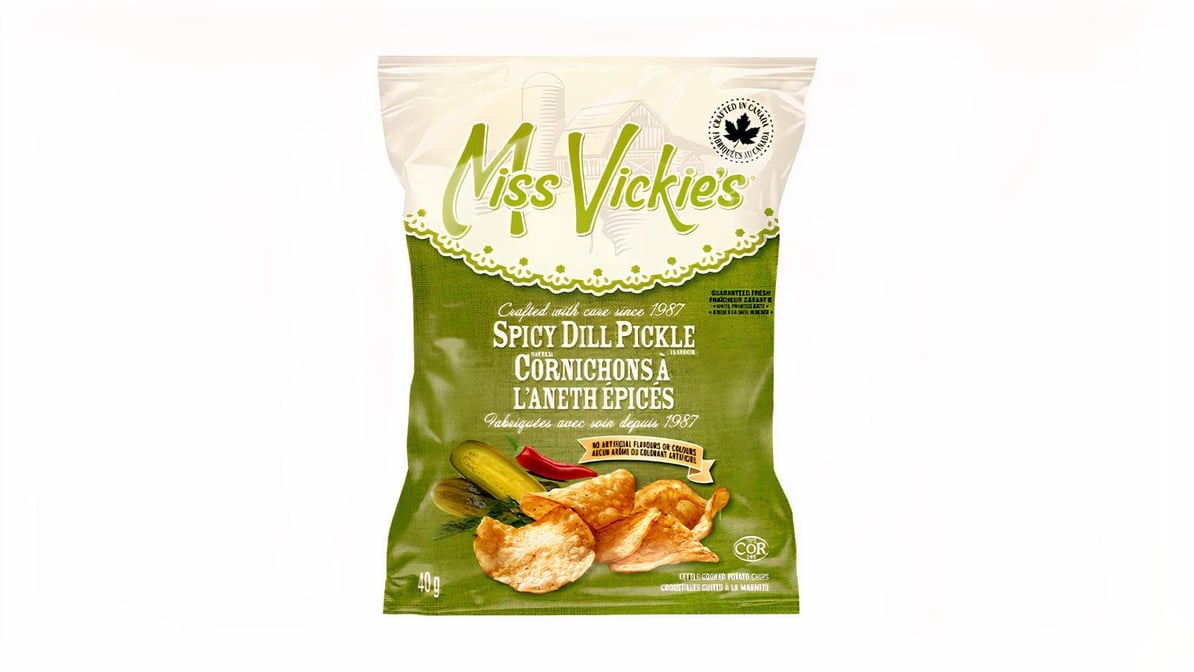 CRAFTED IN CANADA
FABRIQUÉES AU CANADA
Miss Vickie's
GUARANTEED FRESH
Crafted with care since 1987
SPICY DILL PICKLE
CORNICHONS À
L'ANETH ÉPICÉS
Fabriquées avec soin depuis 1987
NO ARTIFICIAL FLAVOURS OR COLOURS
AUCUN ARÔME OU COLORANT ARTIFICIEL
COR
40 g
KETTLE COOKED POTATO CHIPS
CROUSTILLES CUITES À LA MARMITE